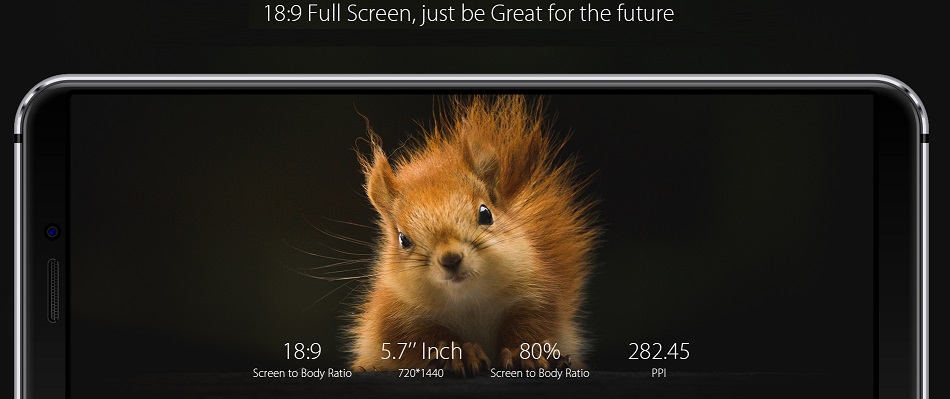 18:9 Full Screen, just be Great for the future
18:9 5.7’’ Inch 80% 282.45
Screen to Body Ratio 720*1440 Screen to Body Ratio PPI